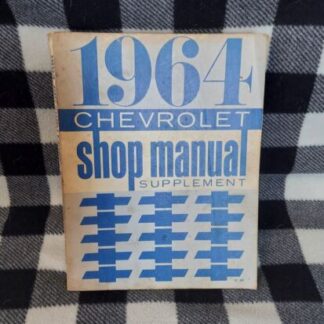 1964
CHEVROLET
shop manual
SUPPLEMENT